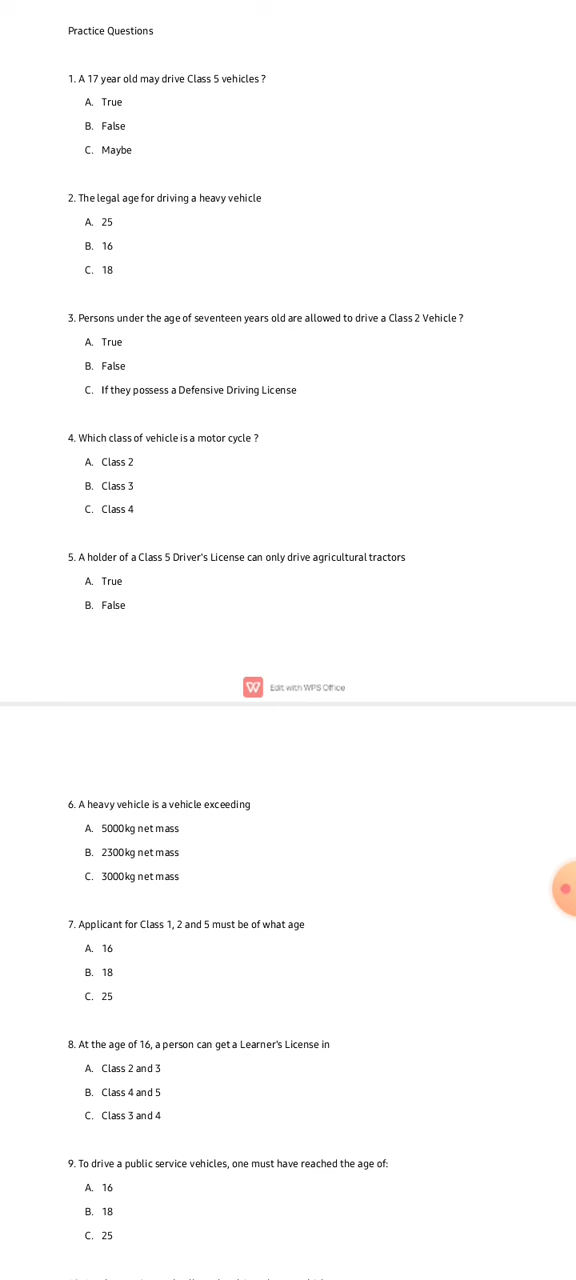 Practice Questions
1. A 17 year old may drive Class 5 vehicles ?
A. True
B. False
C. Maybe
2. The legal age for driving a heavy vehicle
A. 25
B. 16
C. 18
3. Persons under the age of seventeen years old are allowed to drive a Class 2 Vehicle ?
A. True
B. False
C. If they possess a Defensive Driving License
4. Which class of vehicle is a motor cycle ?
A. Class 2
B. Class 3
C. Class 4
5. A holder of a Class 5 Driver's License can only drive agricultural tractors
A. True
B. False
Edit with WPS Office
6. A heavy vehicle is a vehicle exceeding
A. 5000kg net mass
B. 2300kg net mass
C. 3000kg net mass
7. Applicant for Class 1, 2 and 5 must be of what age
A. 16
B. 18
C. 25
8. At the age of 16, a person can get a Learner's License in
A. Class 2 and 3
B. Class 4 and 5
C. Class 3 and 4
9. To drive a public service vehicles, one must have reached the age of:
A. 16
B. 18
C. 25